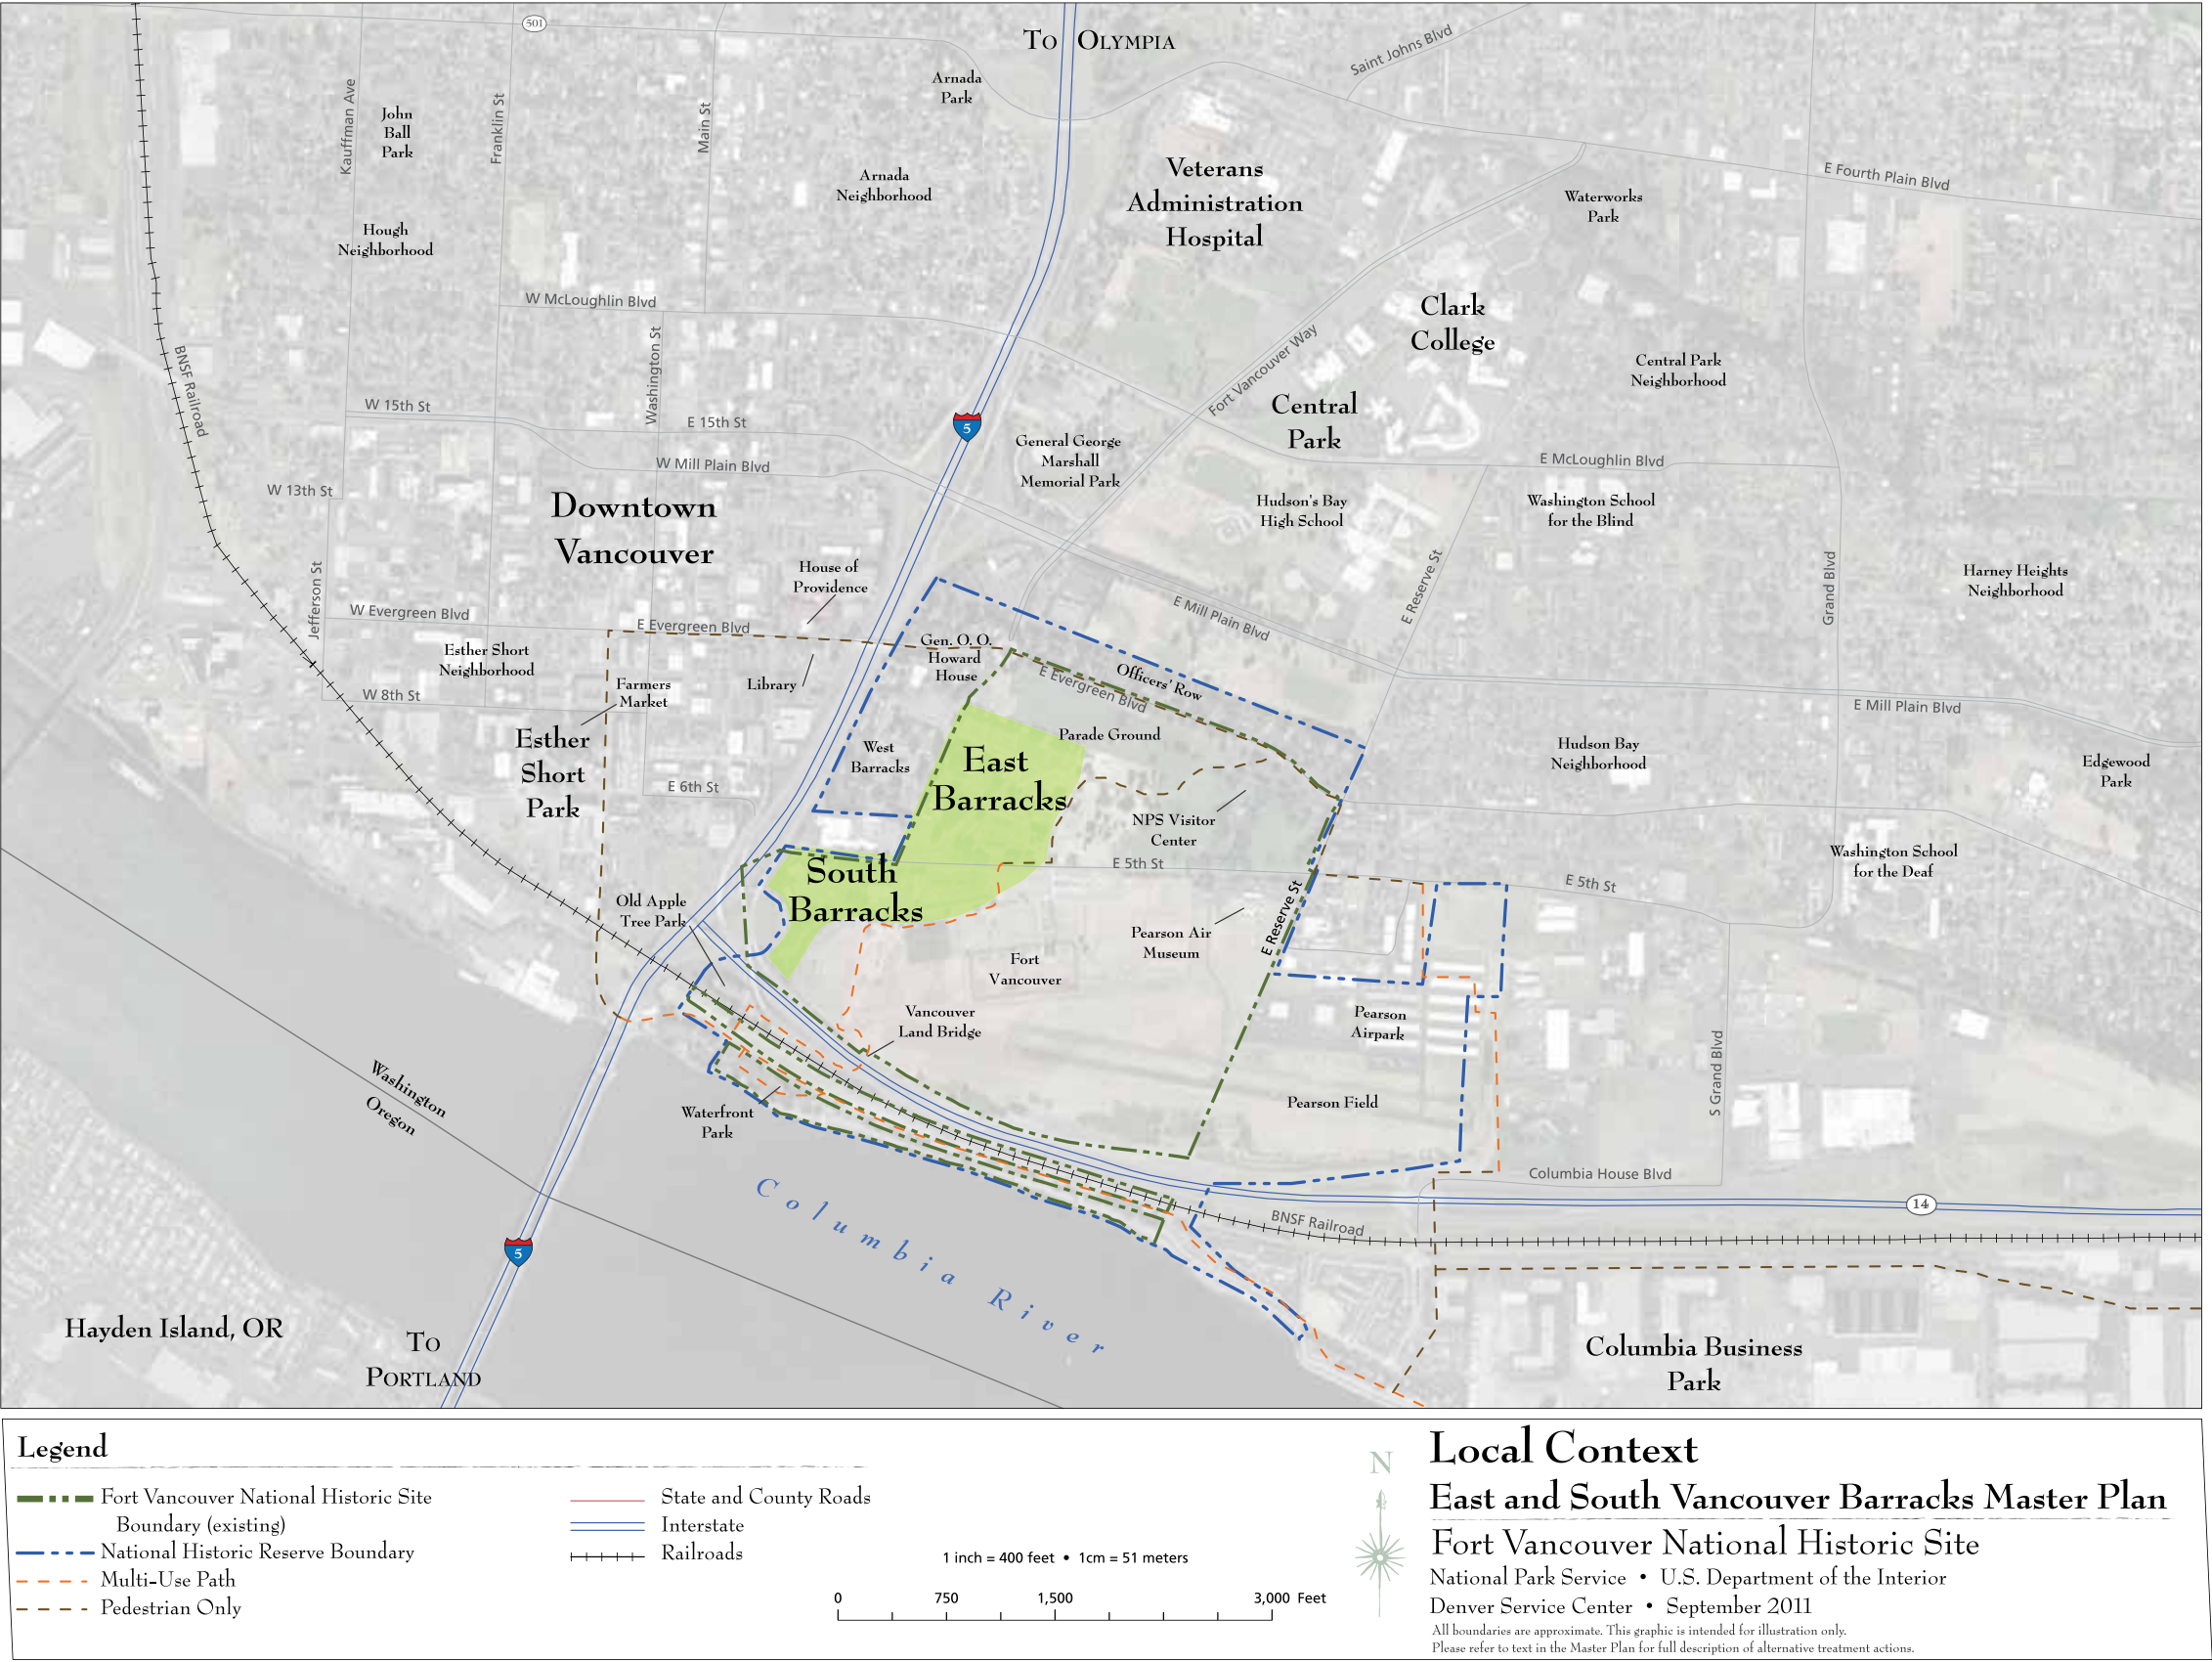 501
To Olympia
Saint Johns Blvd
Arnada
Park
Kauffman Ave
John
Ball
Park
Franklin St
Main St
Veterans
Administration
Hospital
Arnada
Neighborhood
E Fourth Plain Blvd
Waterworks
Park
Hough
Neighborhood
W McLoughlin Blvd
Clark
College
Washington St
BNSF Railroad
Fort Vancouver Way
Central Park
Neighborhood
W 15th St
E 15th St
5
Central
Park
General George
Marshall
Memorial Park
W Mill Plain Blvd
E McLoughlin Blvd
W 13th St
Downtown
Vancouver
Hudson's Bay
High School
Washington School
for the Blind
House of
Providence
Jefferson St
E Reserve St
Grand Blvd
Harney Heights
Neighborhood
W Evergreen Blvd
E Evergreen Blvd
E Mill Plain Blvd
Gen. O. O.
Howard
House
Esther Short
Neighborhood
Officers' Row
E Evergreen Blvd
Farmers
Market
Library
W 8th St
E Mill Plain Blvd
Esther
Short
Park
West
Barracks
East
Barracks
Parade Ground
Hudson Bay
Neighborhood
Edgewood
Park
E 6th St
NPS Visitor
Center
Washington School
for the Deaf
South
Barracks
E 5th St
E 5th St
Old Apple
Tree Park
E Reserve St
Pearson Air
Museum
Fort
Vancouver
Vancouver
Land Bridge
Pearson
Airpark
Washington
Oregon
Waterfront
Park
Pearson Field
S Grand Blvd
Columbia House Blvd
14
Columbia River
BNSF Railroad
5
Hayden Island, OR
To
Portland
Columbia Business
Park
Legend
Fort Vancouver National Historic Site
Boundary (existing)
National Historic Reserve Boundary
Multi-Use Path
Pedestrian Only
State and County Roads
Interstate
Railroads
1 inch = 400 feet • 1cm = 51 meters
0 750 1,500 3,000 Feet
N
Local Context
East and South Vancouver Barracks Master Plan
Fort Vancouver National Historic Site
National Park Service • U.S. Department of the Interior
Denver Service Center • September 2011
All boundaries are approximate. This graphic is intended for illustration only.
Please refer to text in the Master Plan for full description of alternative treatment actions.